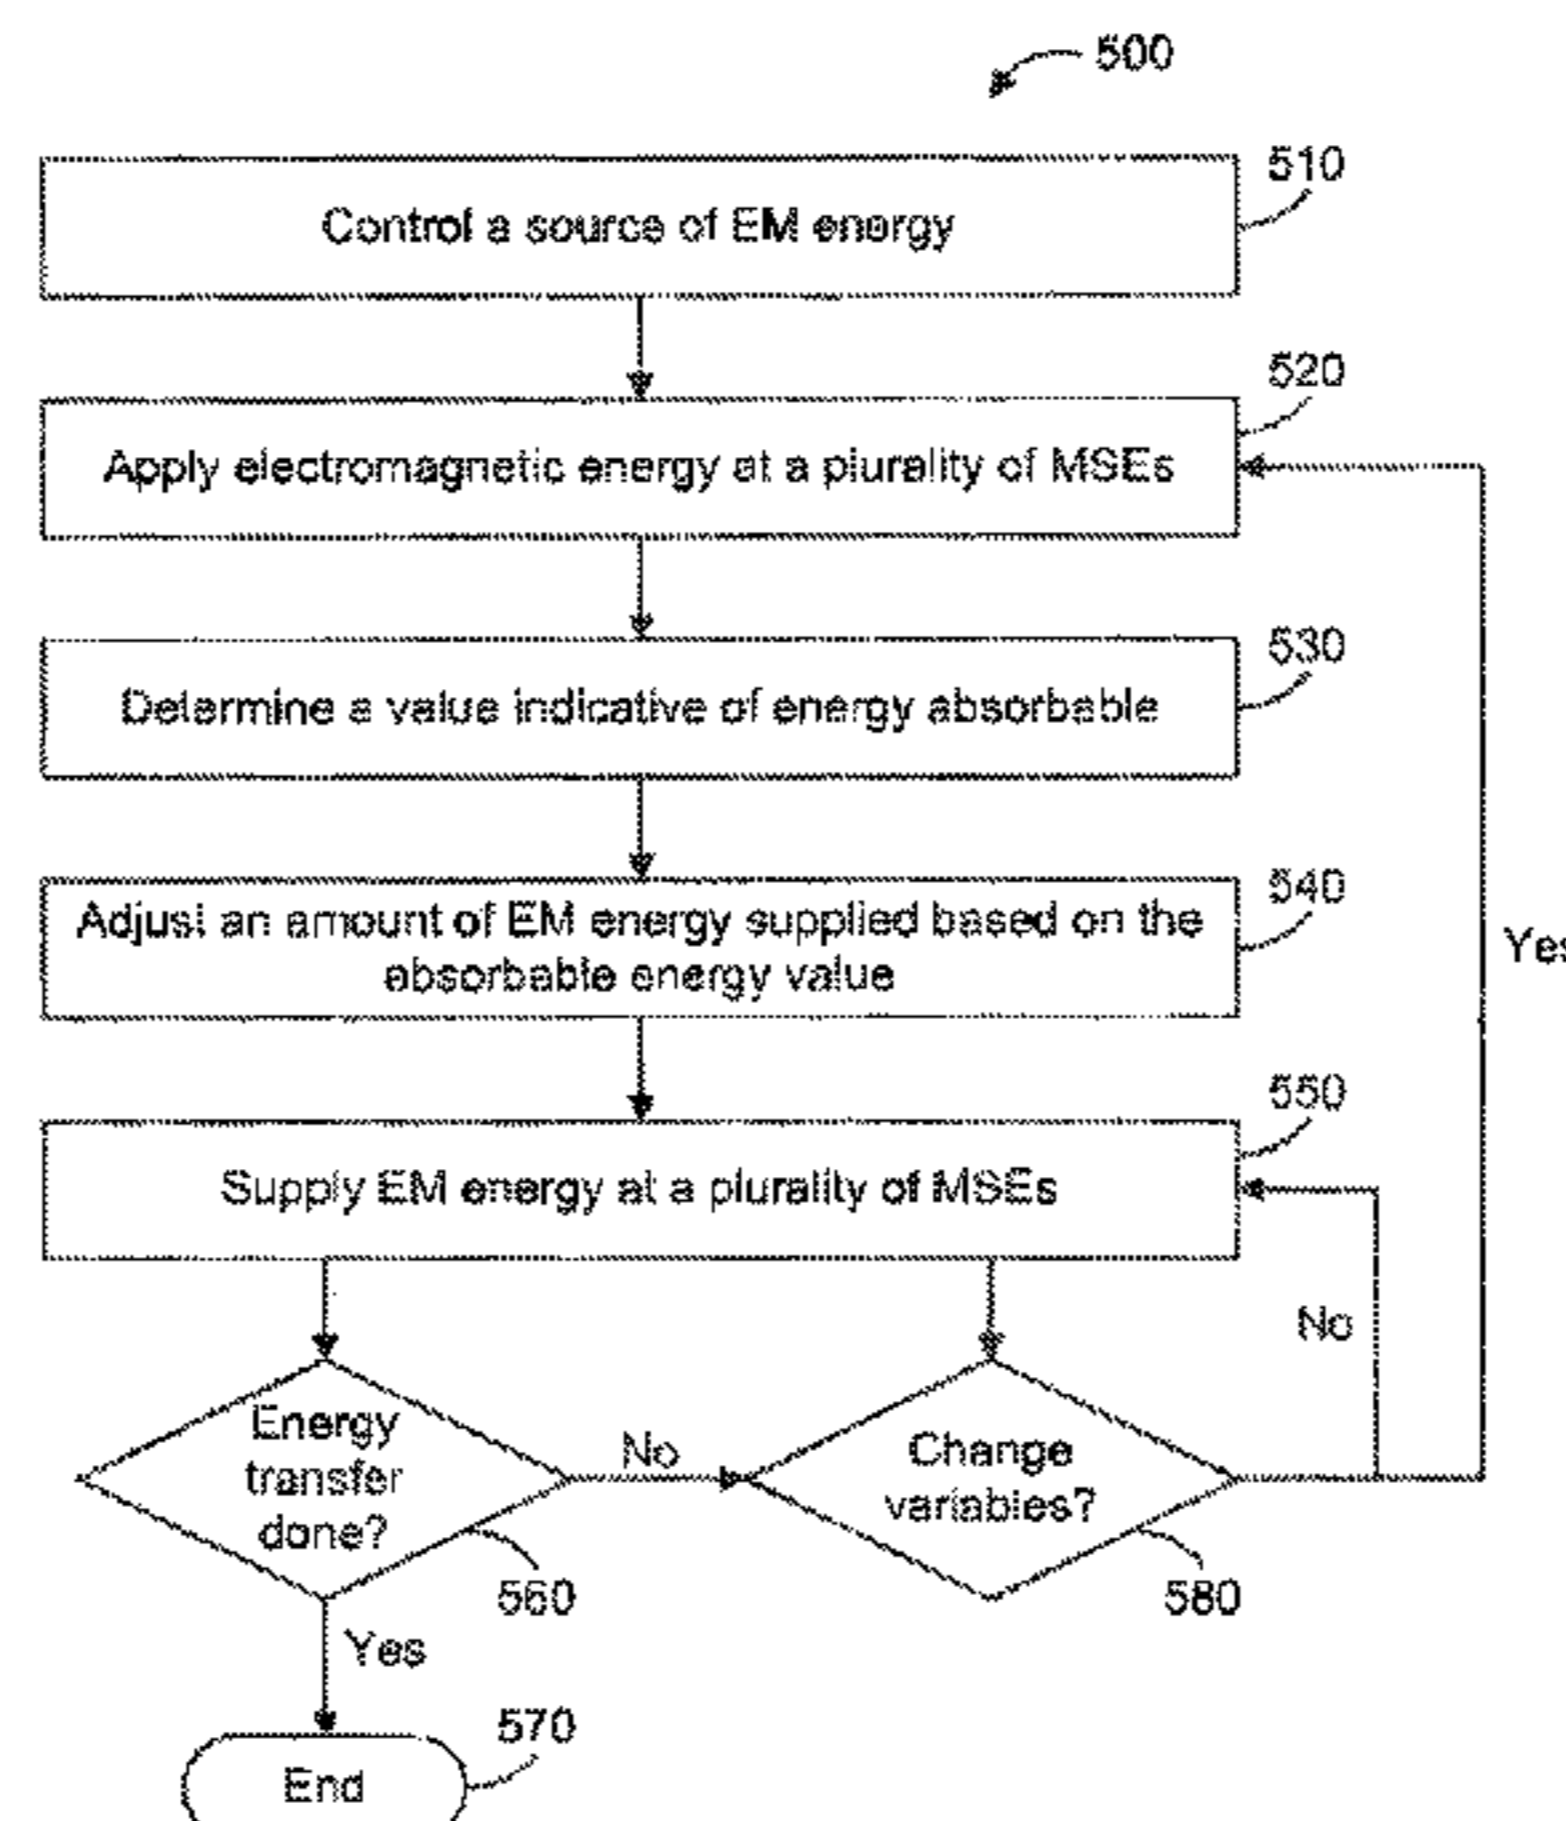 500
510
Control a source of EM energy
520
Apply electromagnetic energy at a plurality of MSEs
530
Determine a value indicative of energy absorbable
540
Adjust an amount of EM energy supplied based on the
absorbable energy value
Yes
550
Supply EM energy at a plurality of MSEs
No
Energy
transfer
done?
No
Change
variables?
560
580
Yes
570
End